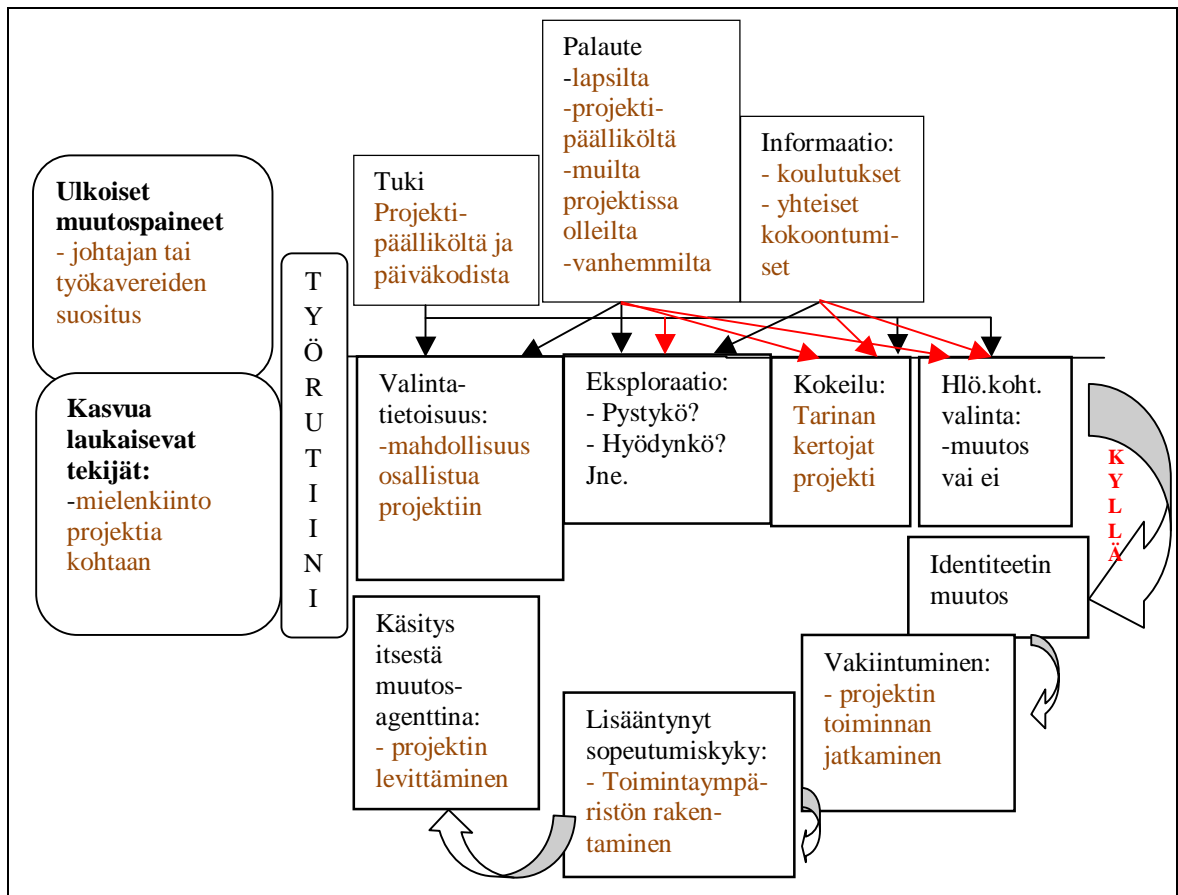 Ulkoiset
muutospaineet
- johtajan tai
työkavereiden
suositus
Kasvua
laukaisevat
tekijät:
-mielenkiinto
projektia
kohtaan
T
Y
Ö
R
U
T
I
I
N
I
Tuki
Projekti-
päälliköltä ja
päiväkodista
Palaute
-lapsilta
-projekti-
päälliköltä
-muilta
projektissa
olleilta
-vanhemmilta
Informaatio:
- koulutukset
- yhteiset
kokoontumi-
set
Valinta-
tietoisuus:
-mahdollisuus
osallistua
projektiin
Eksploraatio:
- Pystykö?
- Hyödynkö?
Jne.
Kokeilu:
Tarinan
kertojat
projekti
Hlö.koht.
valinta:
-muutos
vai ei
K
Y
L
L
Ä
Identiteetin
muutos
Vakiintuminen:
- projektin
toiminnan
jatkaminen
Lisääntynyt
sopeutumiskyky:
- Toimintaympä-
ristön raken-
taminen
Käsitys
itsestä
muutos-
agenttina:
- projektin
levittäminen